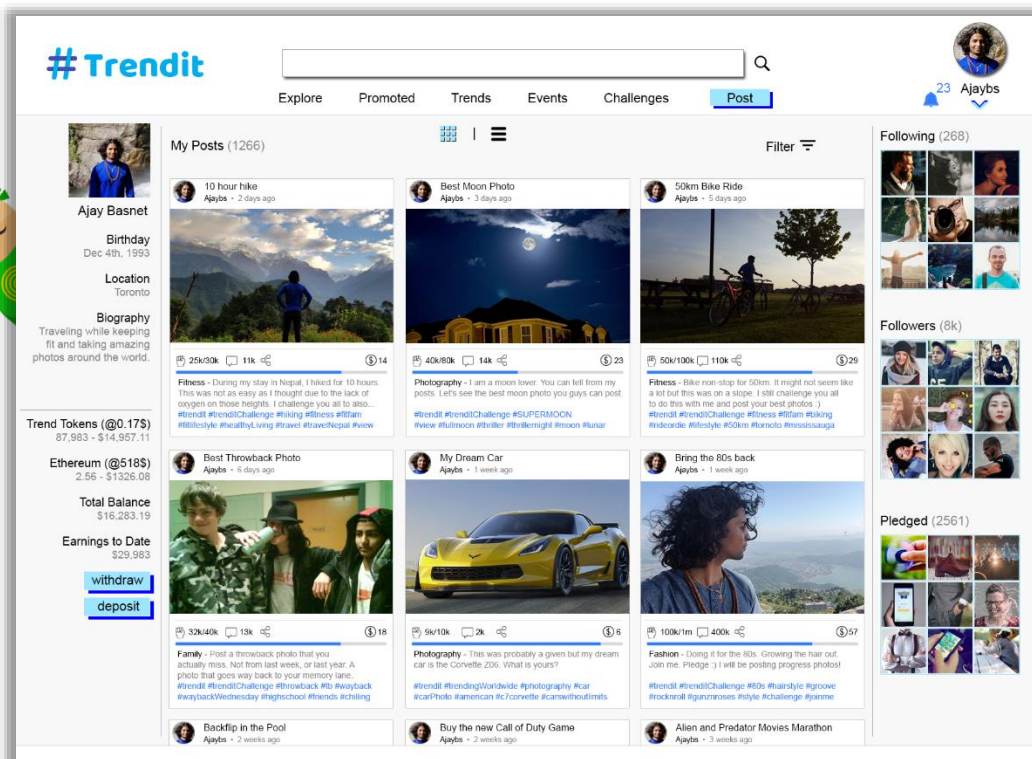 #Trendit
Explore Promoted Trends Events Challenges Post
23 Ajaybs
Ajay Basnet
Birthday
Dec 4th, 1993
Location
Toronto
Biography
Traveling while keeping
fit and taking amazing
photos around the world.
Trend Tokens (@0.17$)
87,983 - $14,957.11
Ethereum (@518$)
2.56 - $1326.08
Total Balance
$16,283.19
Earnings to Date
$29,983
withdraw
deposit
My Posts (1266)
Filter
10 hour hike
Ajaybs • 2 days ago
25k/30k 11k $14
Fitness - During my stay in Nepal, I hiked for 10 hours.
This was not as easy as I thought due to the lack of
oxygen on those heights. I challenge you all to also...
#trendit #trenditChallenge #hiking #fitness #fitfam
#fitlifestyle #healthyLiving #travel #travelNepal #view
Best Moon Photo
Ajaybs • 3 days ago
40k/80k 14k $23
Photography - I am a moon lover. You can tell from my
posts. Let's see the best moon photo you guys can post.
#trendit #trenditChallenge #SUPERMOON
#view #fullmoon #thriller #thrillernight #moon #lunar
50km Bike Ride
Ajaybs • 5 days ago
50k/100k 110k $29
Fitness - Bike non-stop for 50km. It might not seem like
a lot but this was on a slope. I still challenge you all
to do this with me and post your best photos :)
#trendit #trenditChallenge #fitness #fitfam #biking
#rideordie #lifestyle #50km #tornoto #mississauga
Best Throwback Photo
Ajaybs • 6 days ago
32k/40k 13k $18
Family - Post a throwback photo that you
actually miss. Not from last week, or last year. A
photo that goes way back to your memory lane.
#trendit #trenditChallenge #throwback #tb #wayback
#waybackWednesday #highschool #friends #chilling
My Dream Car
Ajaybs • 1 week ago
9k/10k 2k $6
Photography - This was probably a given but my dream
car is the Corvette Z06. What is yours?
#trendit #trendingWorldwide #photography #car
#carPhoto #american #c7corvette #carswithoutlimits
Bring the 80s back
Ajaybs • 1 week ago
100k/1m 400k $57
Fashion - Doing it for the 80s. Growing the hair out.
Join me. Pledge :) I will be posting progress photos!
#trendit #trenditChallenge #80s #hairstyle #groove
#rocknroll #gunznroses #style #challenge #joinme
Backflip in the Pool
Ajaybs • 2 weeks ago
Buy the new Call of Duty Game
Ajaybs • 2 weeks ago
Alien and Predator Movies Marathon
Ajaybs • 3 weeks ago
Following (268)
Followers (8k)
Pledged (2561)